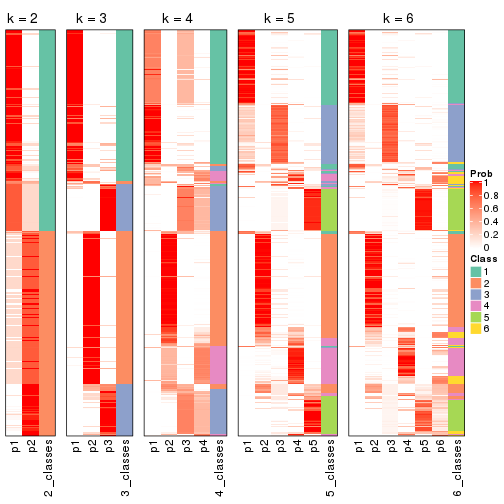 k = 2
k = 3
k = 4
k = 5
k = 6
Prob
1
0.8
0.6
0.4
0.2
0
Class
1
2
3
4
5
6
p1
p2
2_classes
p1
p2
p3
3_classes
p1
p2
p3
p4
4_classes
p1
p2
p3
p4
p5
5_classes
p1
p2
p3
p4
p5
p6
6_classes